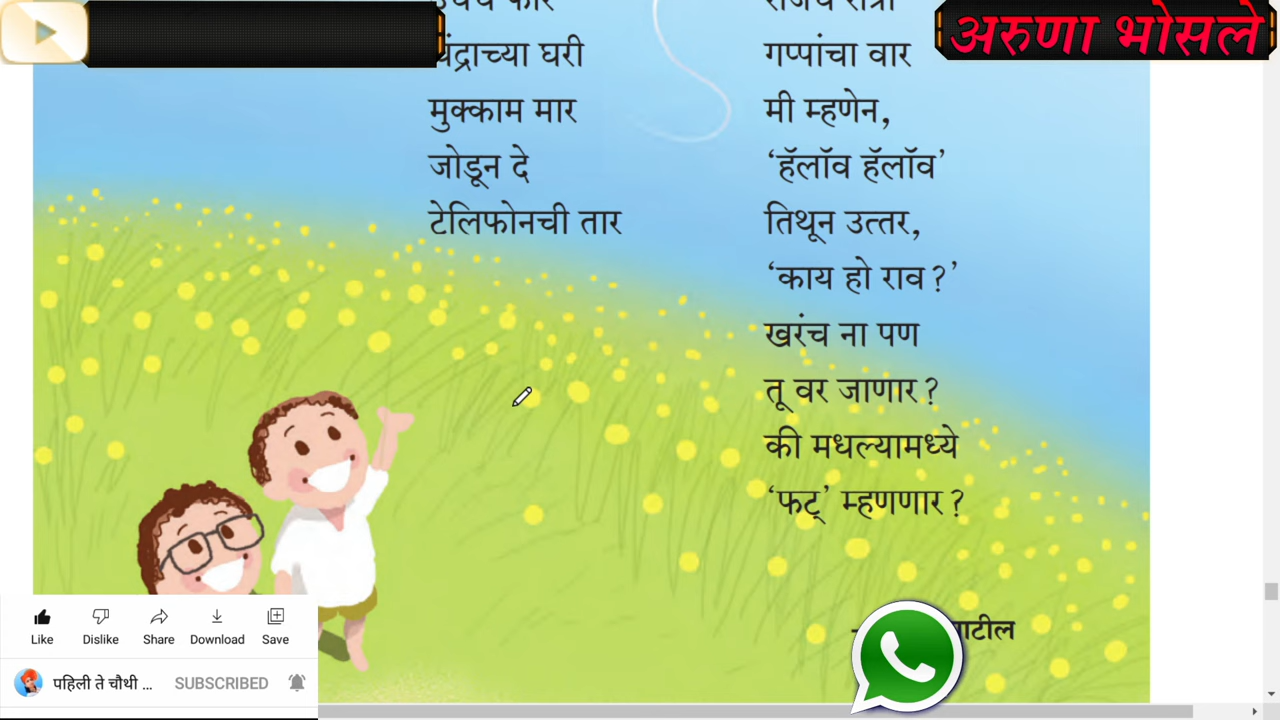 अरुणा भोसले
चंद्राच्या घरी
मुक्काम मार
जोडून दे
टेलिफोनची तार
गप्पांचा वार
मी म्हणेन,
‘हॅलॉव हॅलॉव’
तिथून उत्तर,
‘काय हो राव?’
खरंच ना पण
तू वर जाणार?
की मधल्यामध्ये
‘फट्’ म्हणणार?
पाटील
Like Dislike Share Download Save
पहिली ते चौथी ... SUBSCRIBED